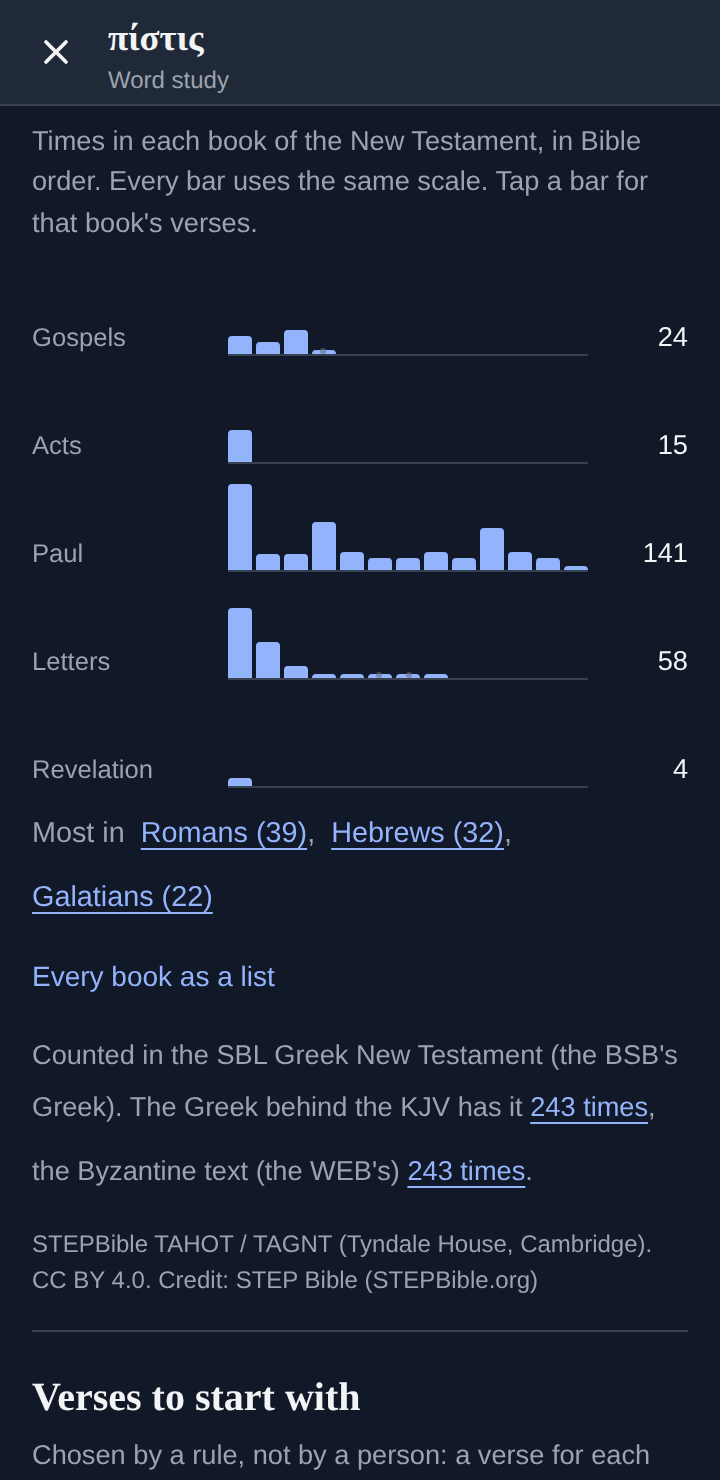 πίστις
Word study
Times in each book of the New Testament, in Bible
order. Every bar uses the same scale. Tap a bar for
that book's verses.
Gospels 24
Acts 15
Paul 141
Letters 58
Revelation 4
Most in Romans (39), Hebrews (32),
Galatians (22)
Every book as a list
Counted in the SBL Greek New Testament (the BSB's
Greek). The Greek behind the KJV has it 243 times,
the Byzantine text (the WEB's) 243 times.
STEPBible TAHOT / TAGNT (Tyndale House, Cambridge).
CC BY 4.0. Credit: STEP Bible (STEPBible.org)
Verses to start with
Chosen by a rule, not by a person: a verse for each